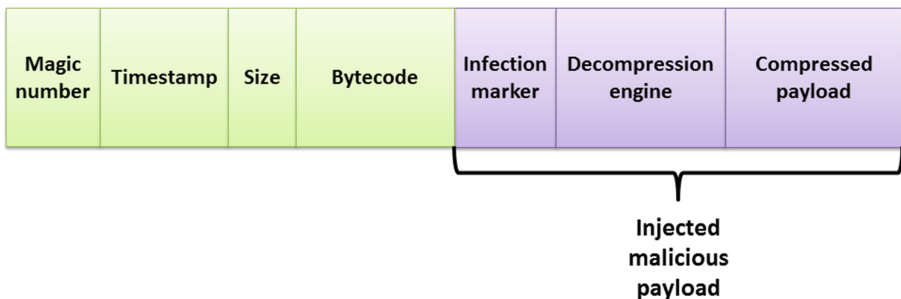 Magic
number
Timestamp
Size
Bytecode
Infection
marker
Decompression
engine
Compressed
payload
Injected
malicious
payload